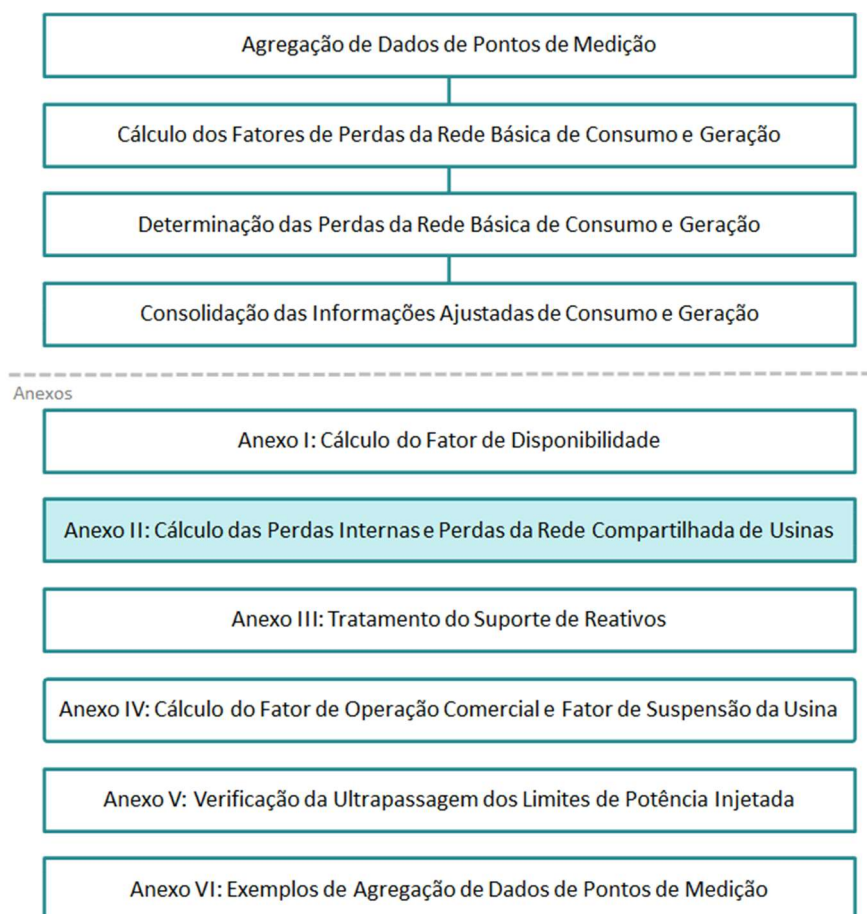 Agregação de Dados de Pontos de Medição
Cálculo dos Fatores de Perdas da Rede Básica de Consumo e Geração
Determinação das Perdas da Rede Básica de Consumo e Geração
Consolidação das Informações Ajustadas de Consumo e Geração
Anexos
Anexo I: Cálculo do Fator de Disponibilidade
Anexo II: Cálculo das Perdas Internas e Perdas da Rede Compartilhada de Usinas
Anexo III: Tratamento do Suporte de Reativos
Anexo IV: Cálculo do Fator de Operação Comercial e Fator de Suspensão da Usina
Anexo V: Verificação da Ultrapassagem dos Limites de Potência Injetada
Anexo VI: Exemplos de Agregação de Dados de Pontos de Medição